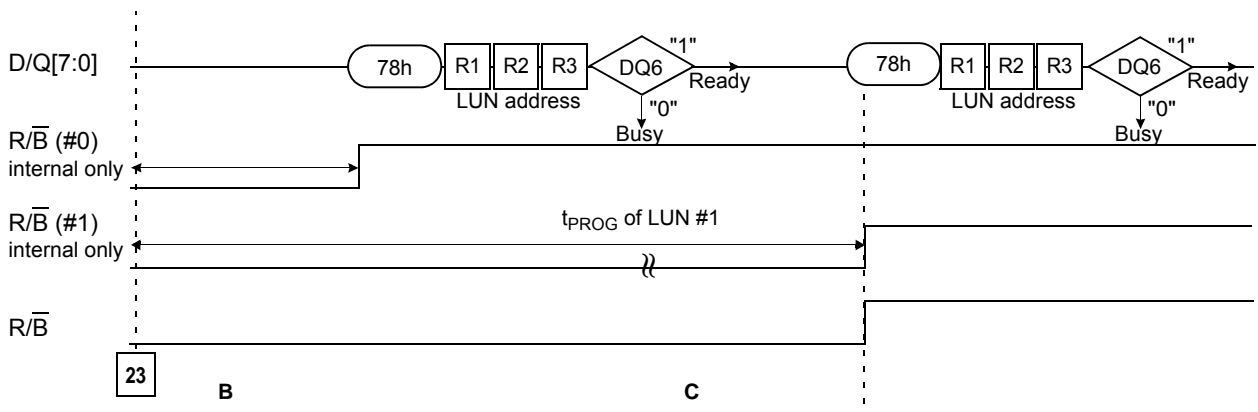 D/Q[7:0]
78h R1 R2 R3 DQ6 "1" Ready 78h R1 R2 R3 DQ6 "1" Ready
LUN address "0" LUN address "0"
Busy Busy
R/B̅ (#0)
internal only
R/B̅ (#1)
internal only
tPROG of LUN #1
R/B̅
23
B C